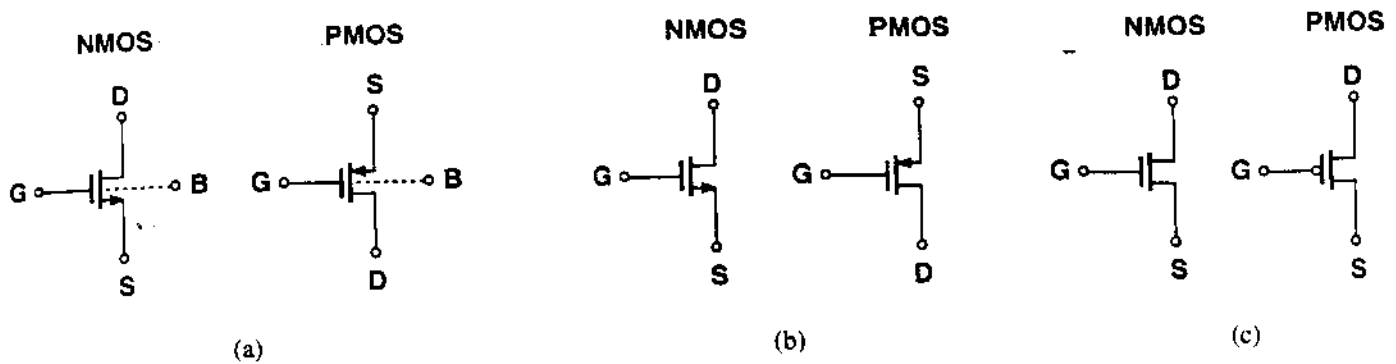 NMOS PMOS
D S
G B G B
S D
(a)
NMOS PMOS
D S
G G
S D
(b)
NMOS PMOS
D D
G G
S S
(c)